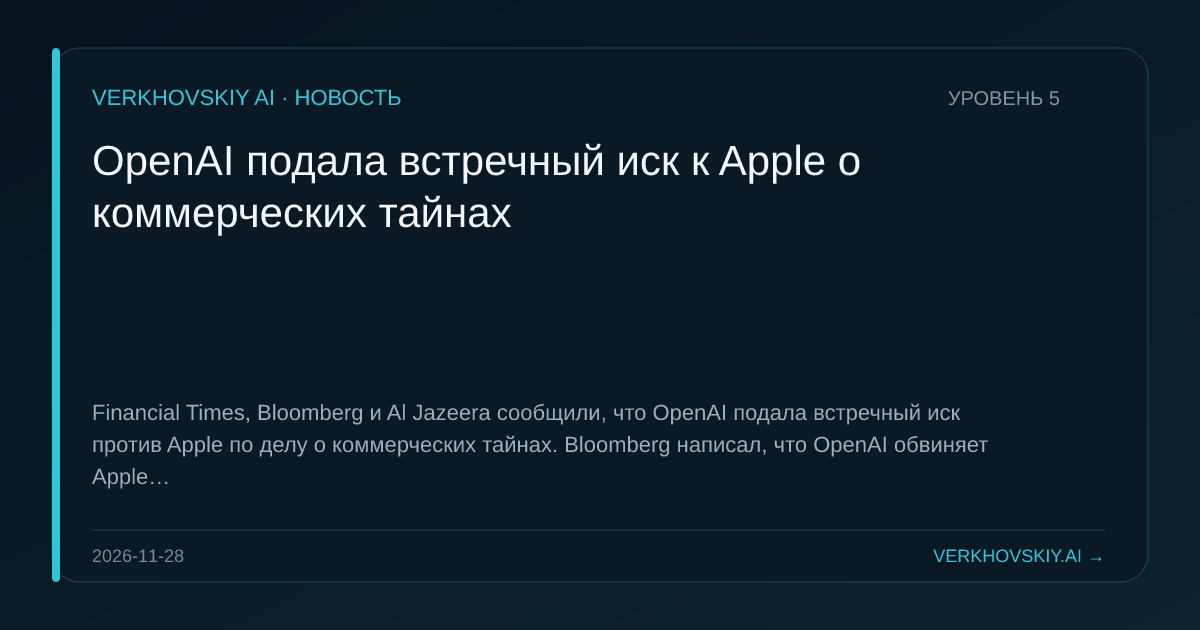 VERKHOVSKIY AI · НОВОСТЬ
УРОВЕНЬ 5
OpenAI подала встречный иск к Apple о
коммерческих тайнах
Financial Times, Bloomberg и Al Jazeera сообщили, что OpenAI подала встречный иск
против Apple по делу о коммерческих тайнах. Bloomberg написал, что OpenAI обвиняет
Apple…
2026-11-28
VERKHOVSKIY.AI →